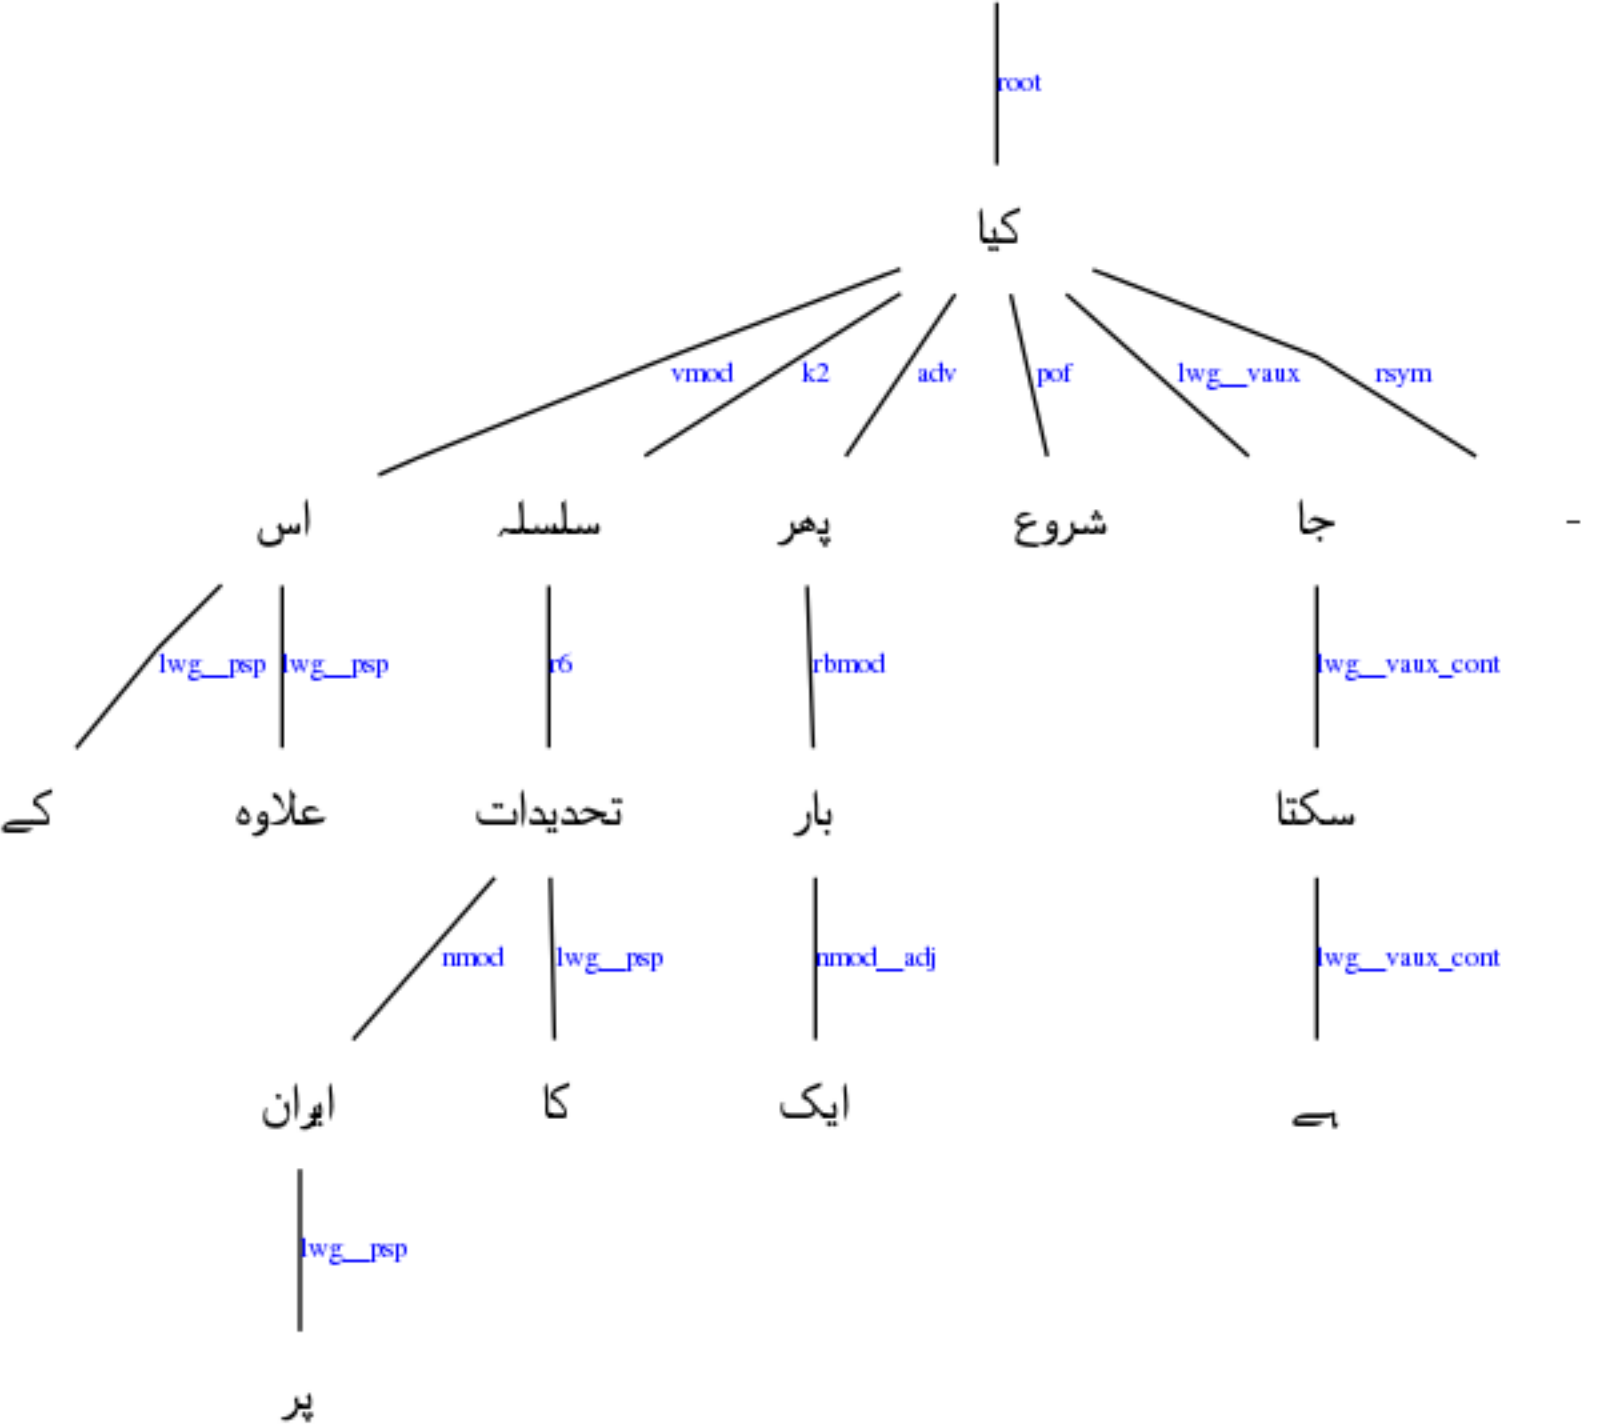 root
کیا
vmod k2 adv pof lwg__vaux rsym
اس سلسلہ پھر شروع جا ۔
lwg__psp lwg__psp r6 rbmod lwg__vaux_cont
کے علاوہ تحدیدات بار سکتا
nmod lwg__psp nmod__adj lwg__vaux_cont
ایران کا ایک ہے
lwg__psp
پر